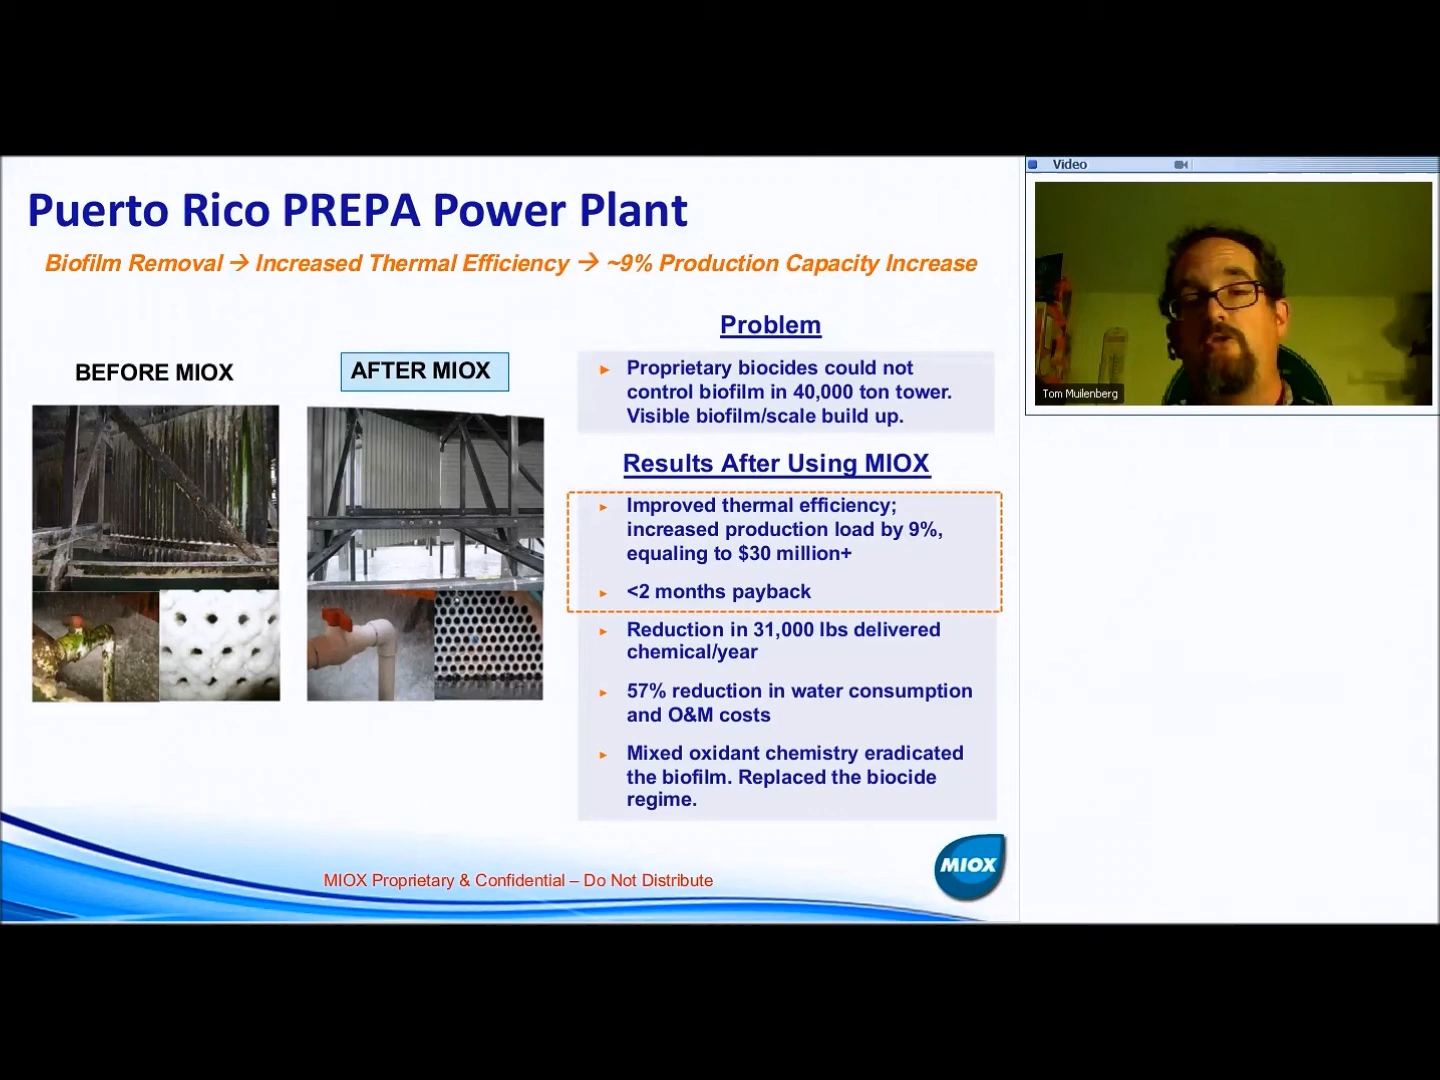 Puerto Rico PREPA Power Plant
Biofilm Removal → Increased Thermal Efficiency → ~9% Production Capacity Increase
BEFORE MIOX
AFTER MIOX
Problem
► Proprietary biocides could not
control biofilm in 40,000 ton tower.
Visible biofilm/scale build up.
Results After Using MIOX
► Improved thermal efficiency;
increased production load by 9%,
equaling to $30 million+
► <2 months payback
► Reduction in 31,000 lbs delivered
chemical/year
► 57% reduction in water consumption
and O&M costs
► Mixed oxidant chemistry eradicated
the biofilm. Replaced the biocide
regime.
MIOX Proprietary & Confidential – Do Not Distribute
MIOX
Video
Tom Muilenberg